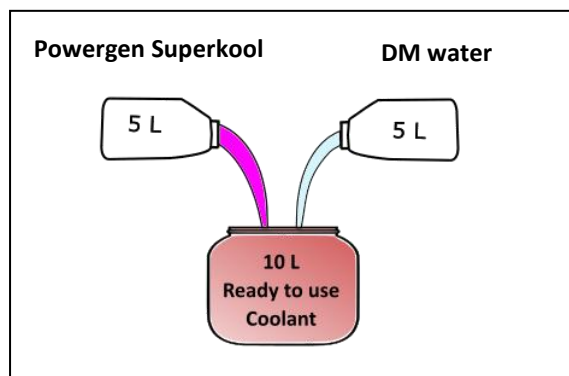 Powergen Superkool
DM water
5 L
5 L
10 L
Ready to use
Coolant